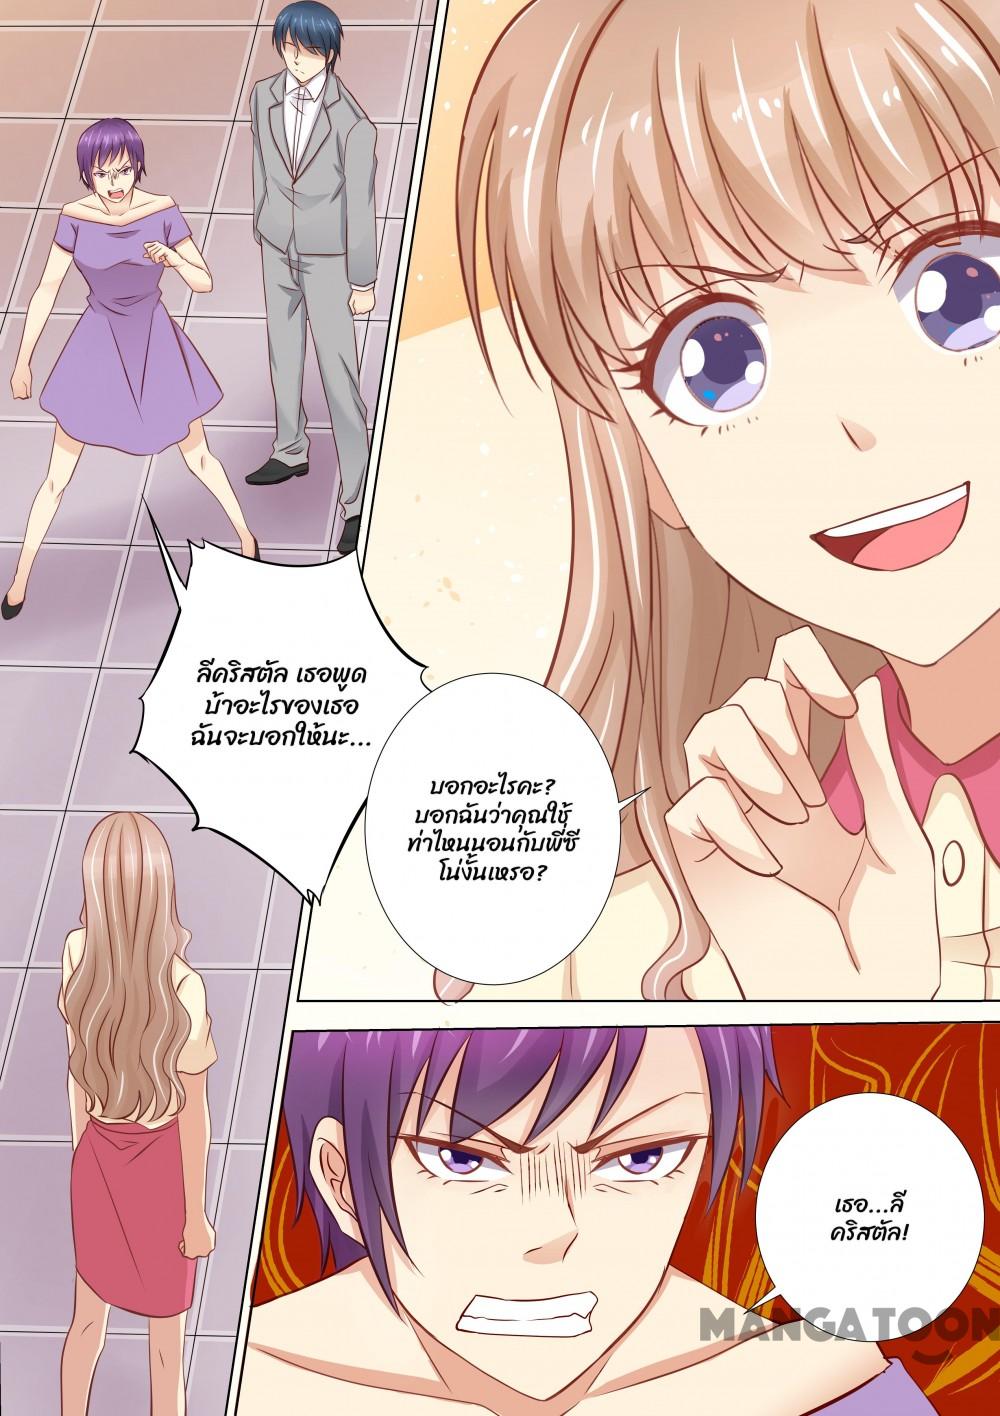 ลีคริสตัล เธอพูด
บ้าอะไรของเธอ
ฉันจะบอกให้นะ...
บอกอะไรคะ?
บอกฉันว่าคุณใช้
ท่าไหนนอนกับพี่ซี
โน่งั้นเหรอ?
เธอ...ลี
คริสตัล!
MANGATOON